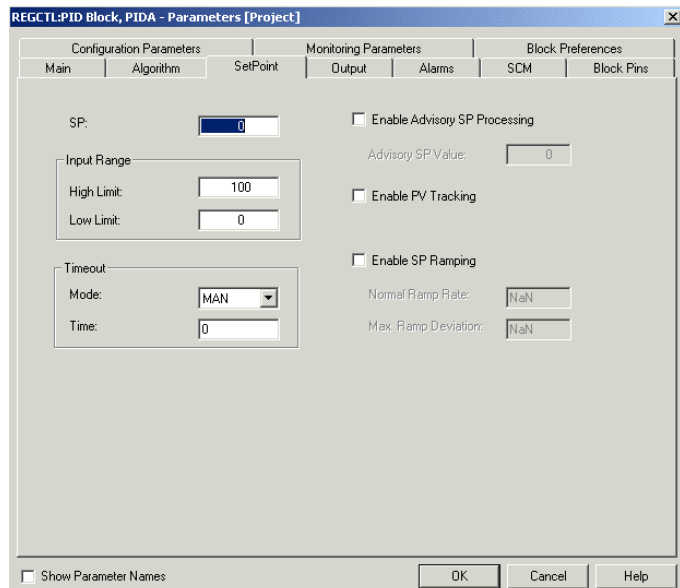 REGCTL:PID Block, PIDA - Parameters [Project]
Configuration Parameters
Monitoring Parameters
Block Preferences
Main
Algorithm
SetPoint
Output
Alarms
SCM
Block Pins
SP:
0
Input Range
High Limit:
100
Low Limit:
0
Timeout
Mode:
MAN
Time:
0
Enable Advisory SP Processing
Advisory SP Value:
0
Enable PV Tracking
Enable SP Ramping
Normal Ramp Rate:
NaN
Max. Ramp Deviation:
NaN
Show Parameter Names
OK
Cancel
Help